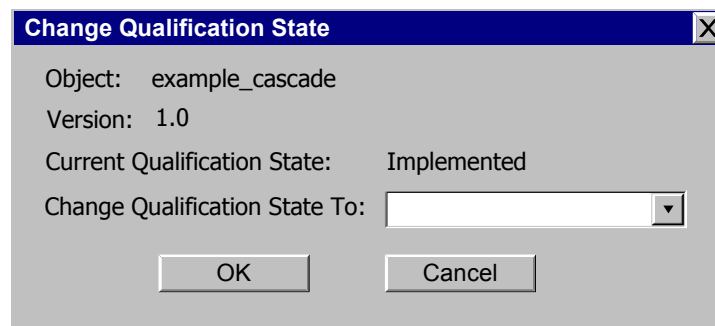 Change Qualification State X
Object: example_cascade
Version: 1.0
Current Qualification State: Implemented
Change Qualification State To:
OK Cancel